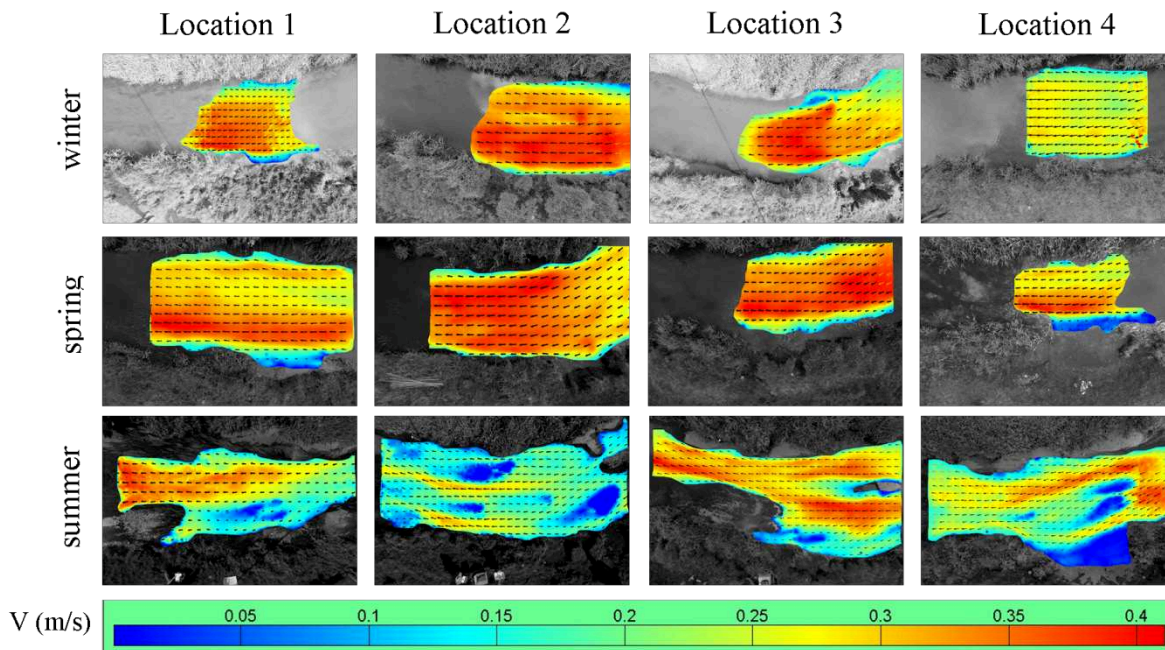 Location 1 Location 2 Location 3 Location 4
winter
spring
summer
V (m/s) 0.05 0.1 0.15 0.2 0.25 0.3 0.35 0.4